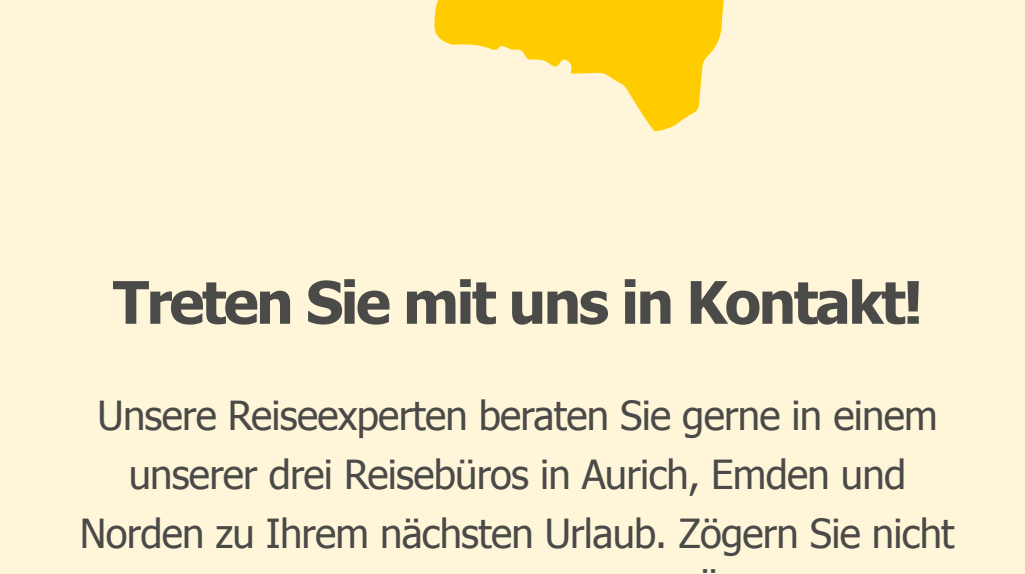 Treten Sie mit uns in Kontakt!
Unsere Reiseexperten beraten Sie gerne in einem
unserer drei Reisebüros in Aurich, Emden und
Norden zu Ihrem nächsten Urlaub. Zögern Sie nicht